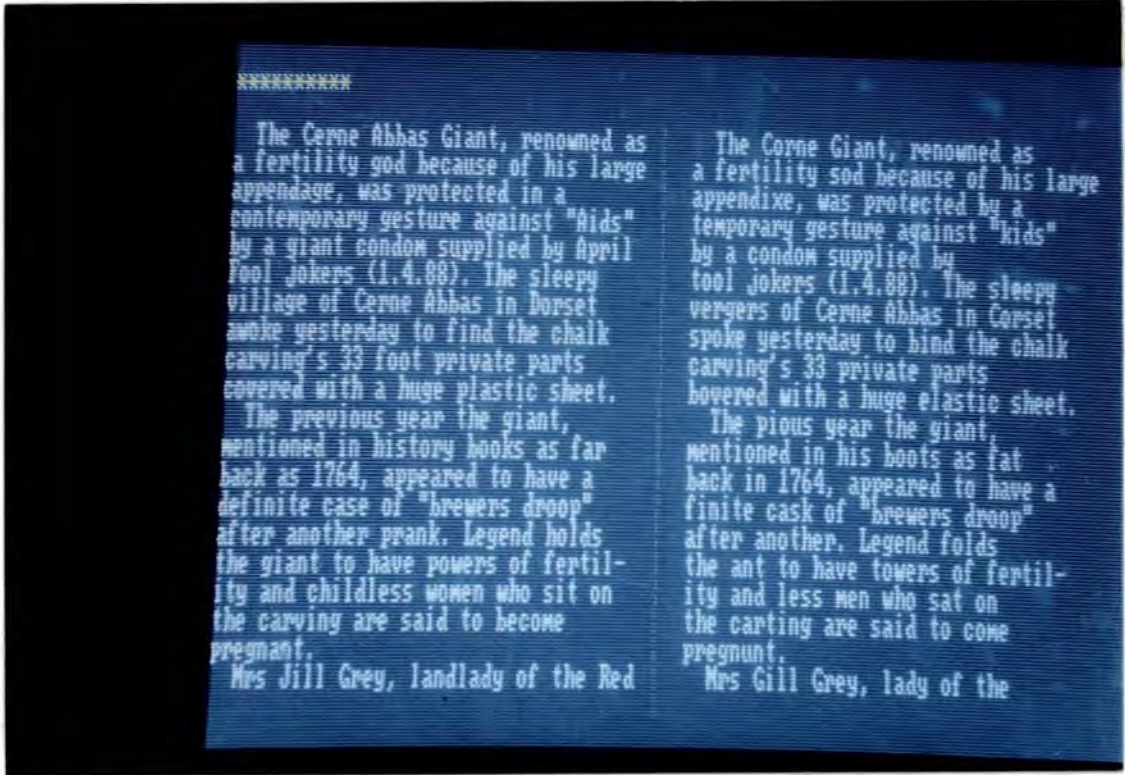 **********
The Cerne Abbas Giant, renowned as
a fertility god because of his large
appendage, was protected in a
contemporary gesture against "Aids"
by a giant condom supplied by April
fool jokers (1.4.88). The sleepy
village of Cerne Abbas in Dorset
awoke yesterday to find the chalk
carving's 33 foot private parts
covered with a huge plastic sheet.
The previous year the giant,
mentioned in history books as far
back as 1764, appeared to have a
definite case of "brewers droop"
after another prank. Legend holds
the giant to have powers of fertil-
ity and childless women who sit on
the carving are said to become
pregnant.
Mrs Jill Grey, landlady of the Red
The Corne Giant, renowned as
a fertility sod because of his large
appendixe, was protected by a
temporary gesture against "kids"
by a condom supplied by
tool jokers (1.4.88). The sleepy
vergers of Cerne Abbas in Corset
spoke yesterday to hind the chalk
carving's 33 private parts
bovered with a huge elastic sheet.
The pious year the giant,
mentioned in his boots as fat
back in 1764, appeared to have a
finite cask of "brewers droop"
after another. Legend folds
the ant to have towers of fertil-
ity and less men who sat on
the carting are said to come
pregnunt.
Mrs Gill Grey, lady of the